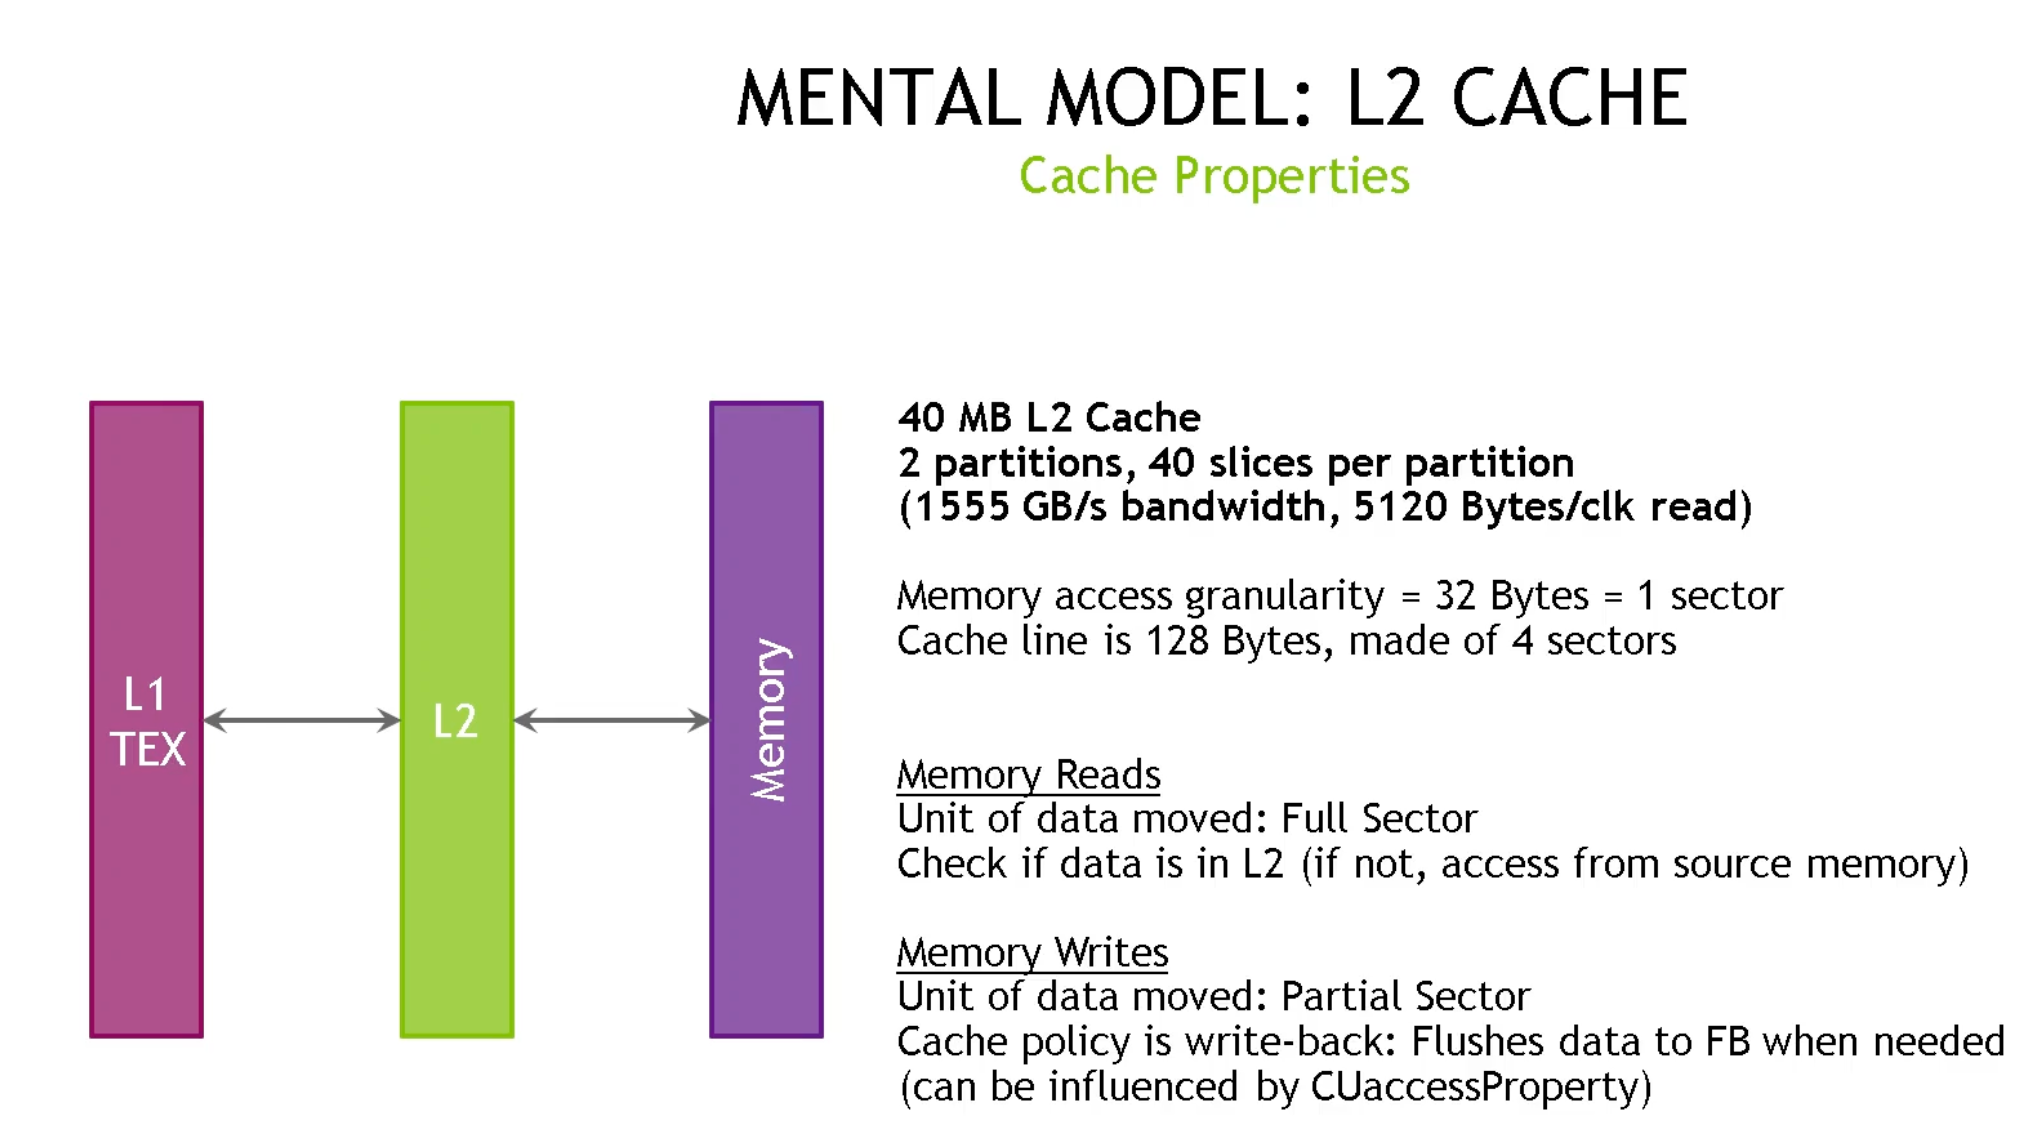 MENTAL MODEL: L2 CACHE
Cache Properties
L1
TEX
L2
Memory
40 MB L2 Cache
2 partitions, 40 slices per partition
(1555 GB/s bandwidth, 5120 Bytes/clk read)
Memory access granularity = 32 Bytes = 1 sector
Cache line is 128 Bytes, made of 4 sectors
Memory Reads
Unit of data moved: Full Sector
Check if data is in L2 (if not, access from source memory)
Memory Writes
Unit of data moved: Partial Sector
Cache policy is write-back: Flushes data to FB when needed
(can be influenced by CUaccessProperty)